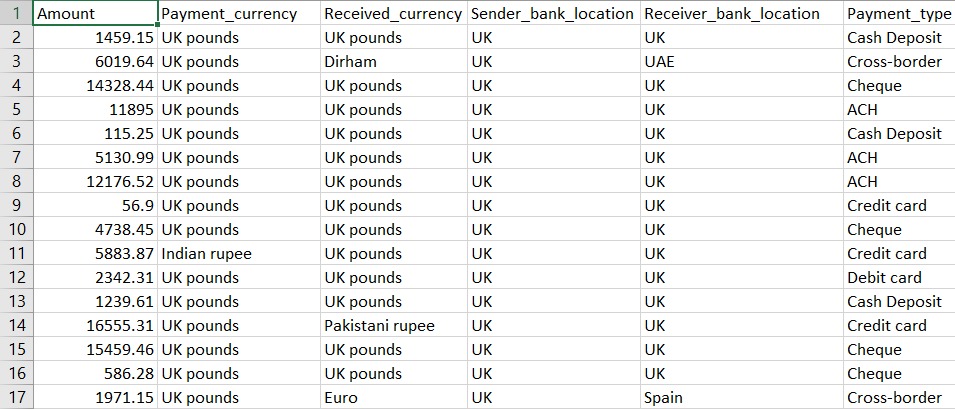 1 Amount Payment_currency Received_currency Sender_bank_location Receiver_bank_location Payment_type
2 1459.15 UK pounds UK pounds UK UK Cash Deposit
3 6019.64 UK pounds Dirham UK UAE Cross-border
4 14328.44 UK pounds UK pounds UK UK Cheque
5 11895 UK pounds UK pounds UK UK ACH
6 115.25 UK pounds UK pounds UK UK Cash Deposit
7 5130.99 UK pounds UK pounds UK UK ACH
8 12176.52 UK pounds UK pounds UK UK ACH
9 56.9 UK pounds UK pounds UK UK Credit card
10 4738.45 UK pounds UK pounds UK UK Cheque
11 5883.87 Indian rupee UK pounds UK UK Credit card
12 2342.31 UK pounds UK pounds UK UK Debit card
13 1239.61 UK pounds UK pounds UK UK Cash Deposit
14 16555.31 UK pounds Pakistani rupee UK UK Credit card
15 15459.46 UK pounds UK pounds UK UK Cheque
16 586.28 UK pounds UK pounds UK UK Cheque
17 1971.15 UK pounds Euro UK Spain Cross-border